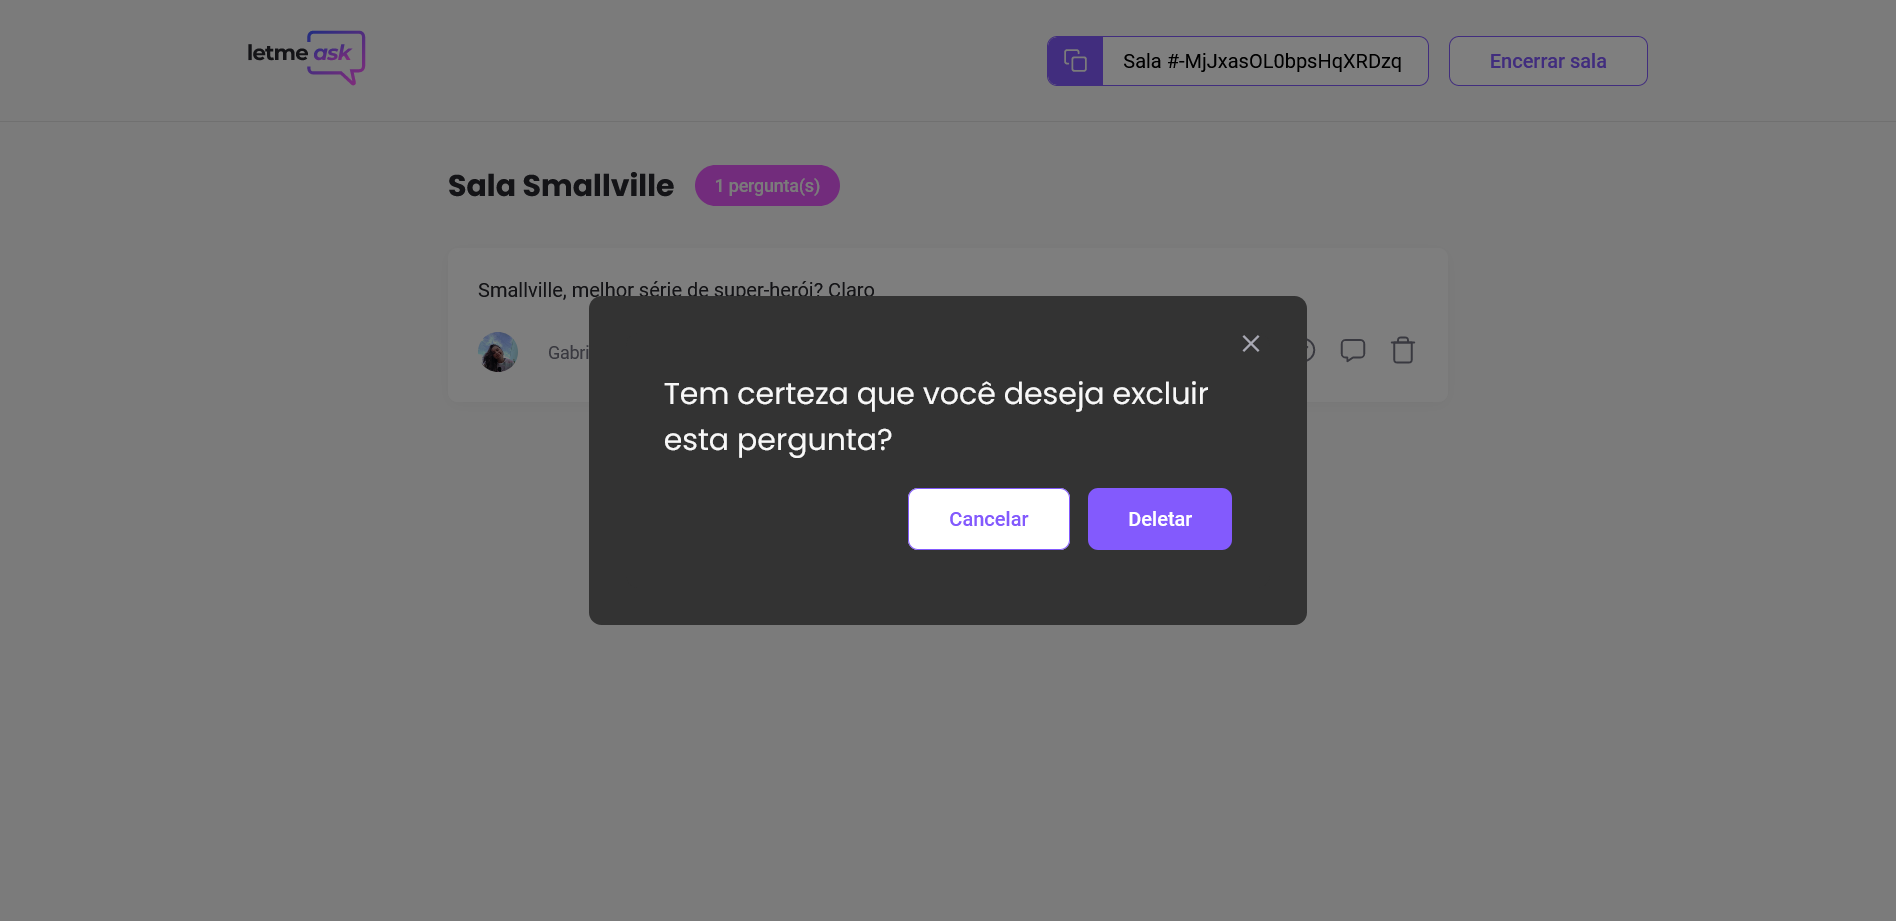 letme ask
Sala #-MjJxasOL0bpsHqXRDzq
Encerrar sala
Sala Smallville
1 pergunta(s)
Smallville, melhor série de super-herói? Claro
Gabri
Tem certeza que você deseja excluir
esta pergunta?
Cancelar
Deletar